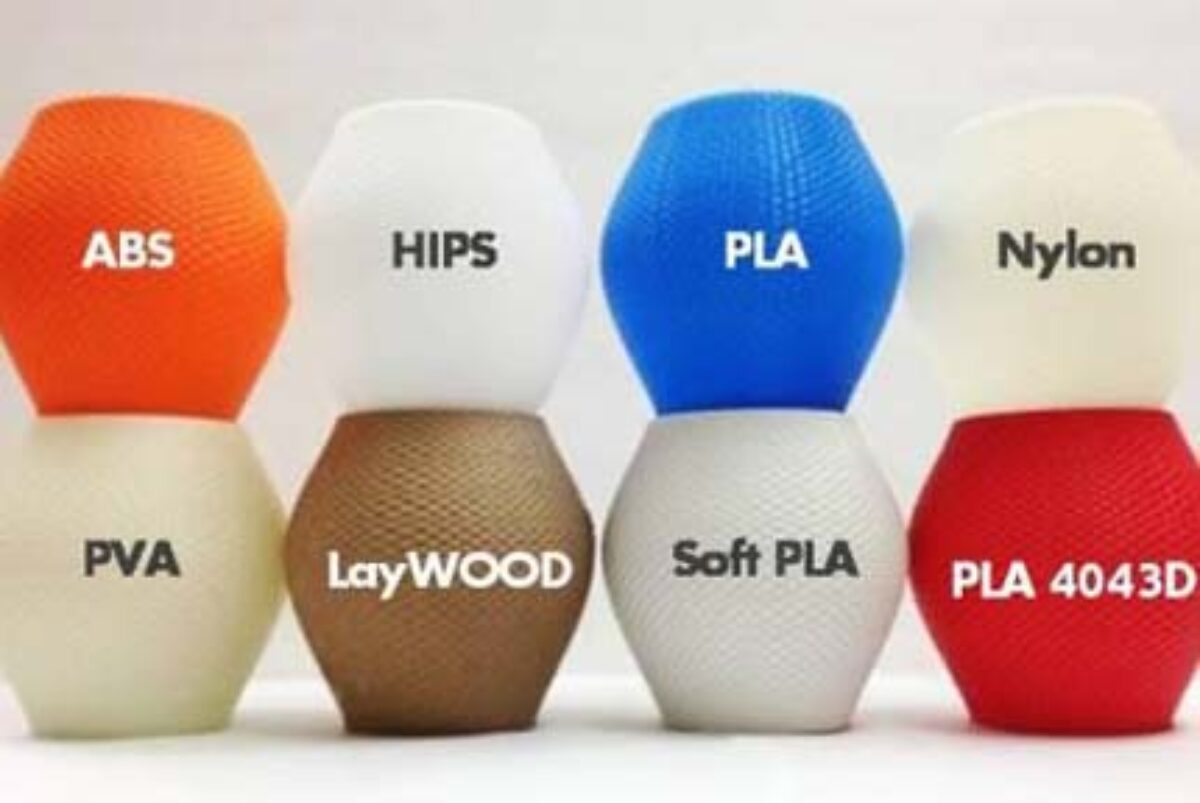 ABS
HIPS
PLA
Nylon
PVA
LayWOOD
Soft PLA
PLA 4043D